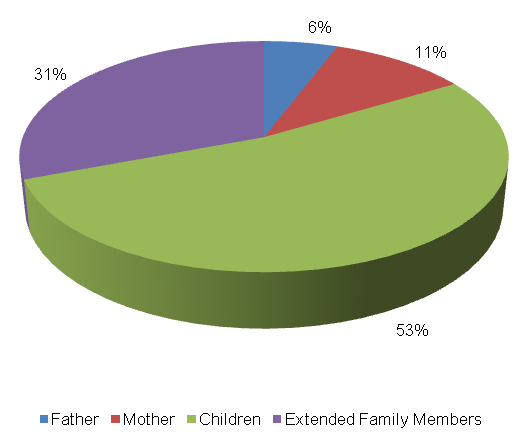 6%
11%
31%
53%
Father Mother Children Extended Family Members